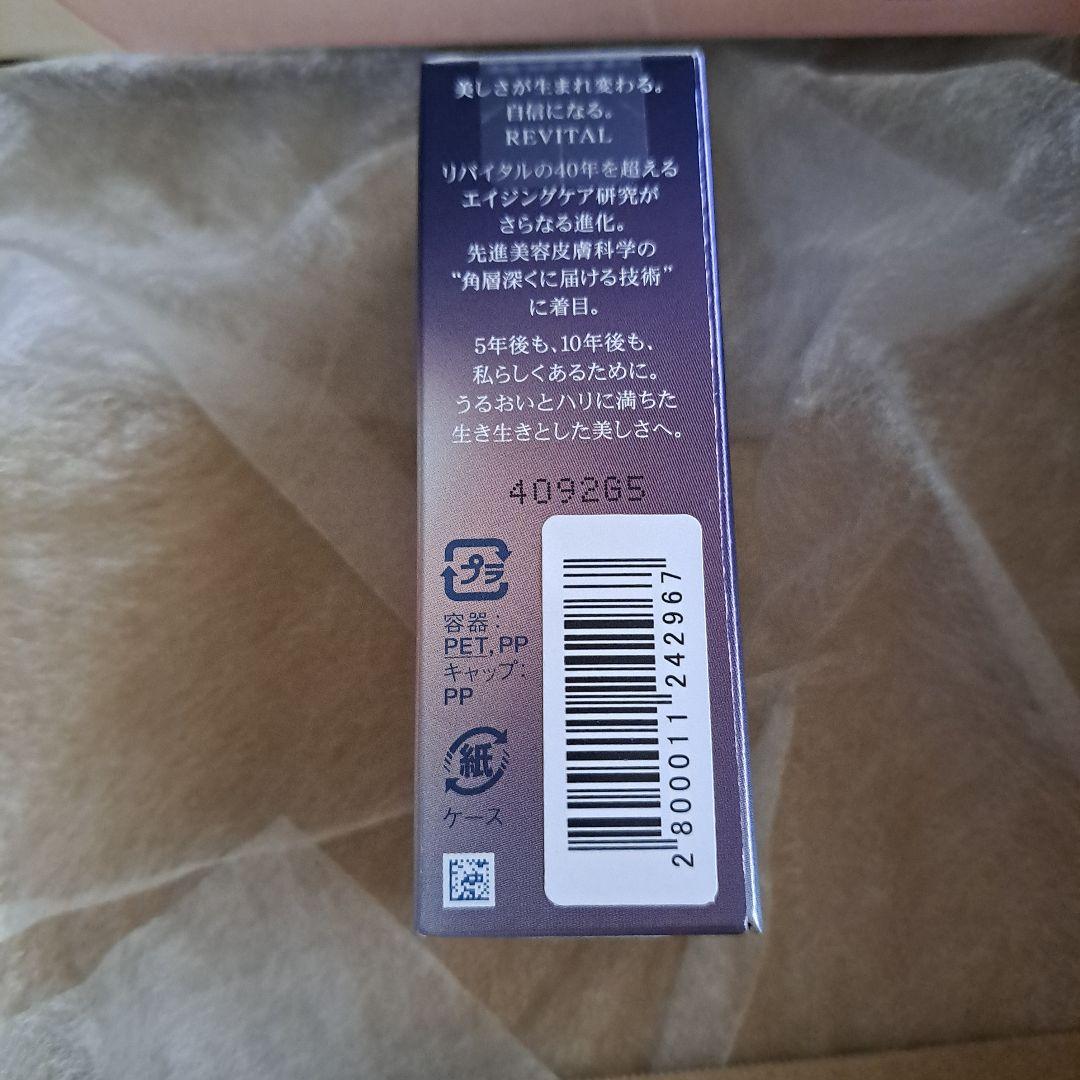 美しさが生まれ変わる。
自信になる。
REVITAL
リバイタルの40年を超える
エイジングケア研究が
さらなる進化。
先進美容皮膚科学の
“角層深くに届ける技術”
に着目。
5年後も、10年後も、
私らしくあるために。
うるおいとハリに満ちた
生き生きとした美しさへ。
4092G5
プラ
容器：
PET, PP
キャップ：
PP
紙
ケース
2800011242967